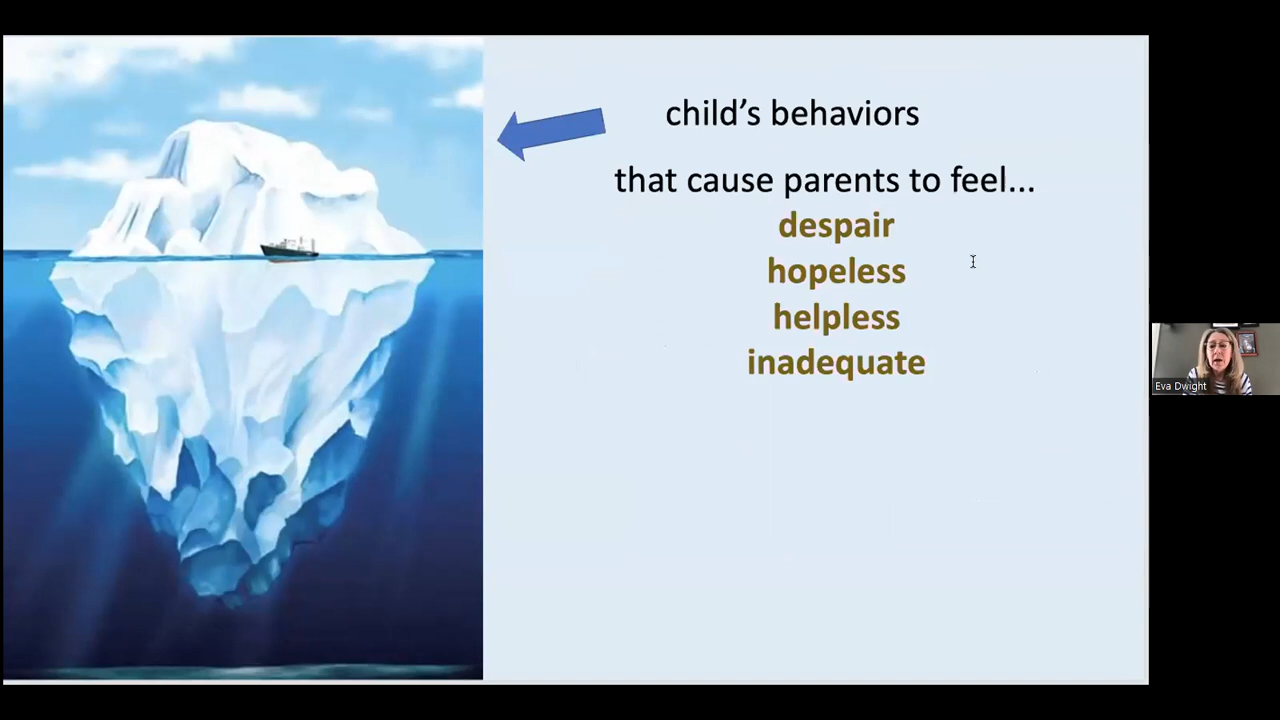 child’s behaviors
that cause parents to feel...
despair
hopeless
helpless
inadequate
Eva Dwight